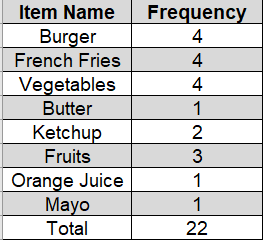 Item Name Frequency
Burger 4
French Fries 4
Vegetables 4
Butter 1
Ketchup 2
Fruits 3
Orange Juice 1
Mayo 1
Total 22